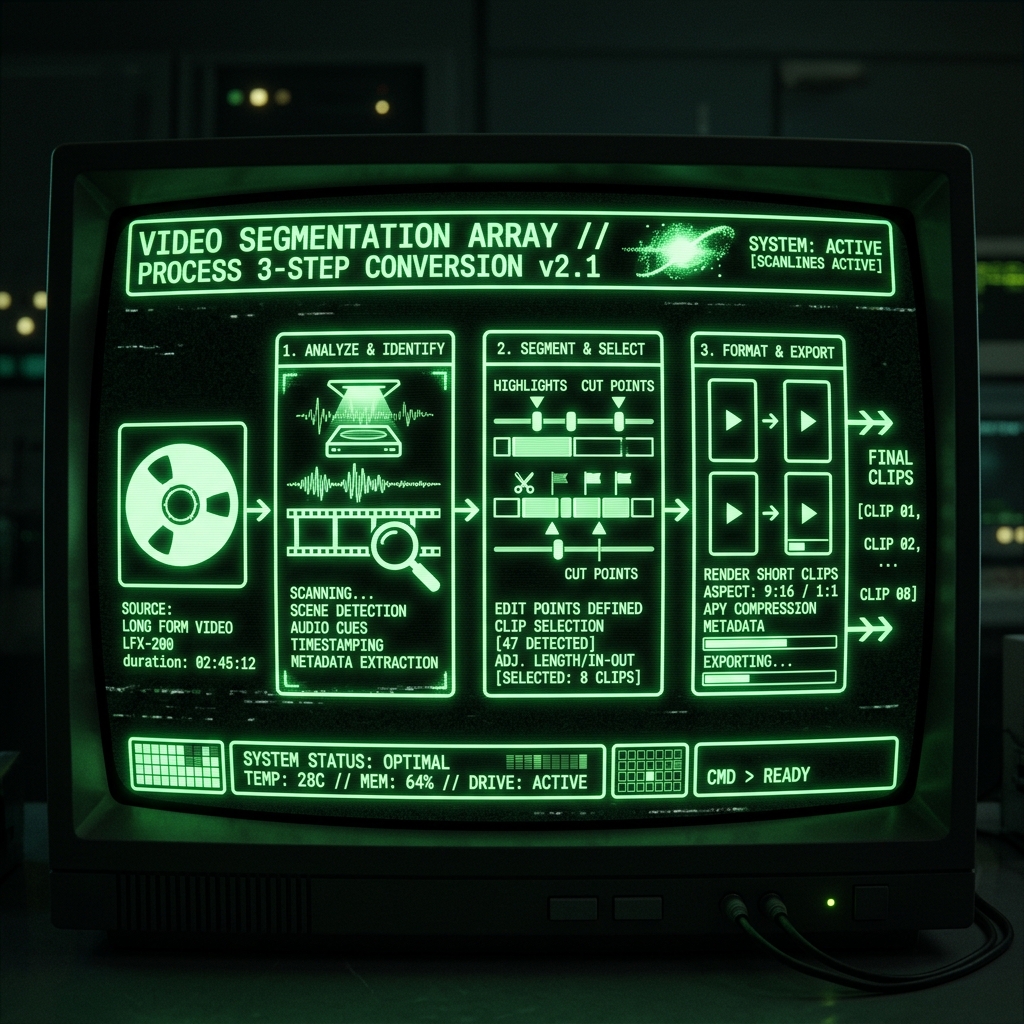 VIDEO SEGMENTATION ARRAY //
PROCESS 3-STEP CONVERSION v2.1
SYSTEM: ACTIVE
[SCANLINES ACTIVE]
SOURCE:
LONG FORM VIDEO
LFX-200
duration: 02:45:12
1. ANALYZE & IDENTIFY
SCANNING...
SCENE DETECTION
AUDIO CUES
TIMESTAMPING
METADATA EXTRACTION
2. SEGMENT & SELECT
HIGHLIGHTS CUT POINTS
CUT POINTS
EDIT POINTS DEFINED
CLIP SELECTION
[47 DETECTED]
ADJ. LENGTH/IN-OUT
[SELECTED: 8 CLIPS]
3. FORMAT & EXPORT
RENDER SHORT CLIPS
ASPECT: 9:16 / 1:1
APY COMPRESSION
METADATA
EXPORTING...
FINAL
CLIPS
[CLIP 01,
CLIP 02,
...
CLIP 08]
SYSTEM STATUS: OPTIMAL
TEMP: 28C // MEM: 64% // DRIVE: ACTIVE
CMD > READY